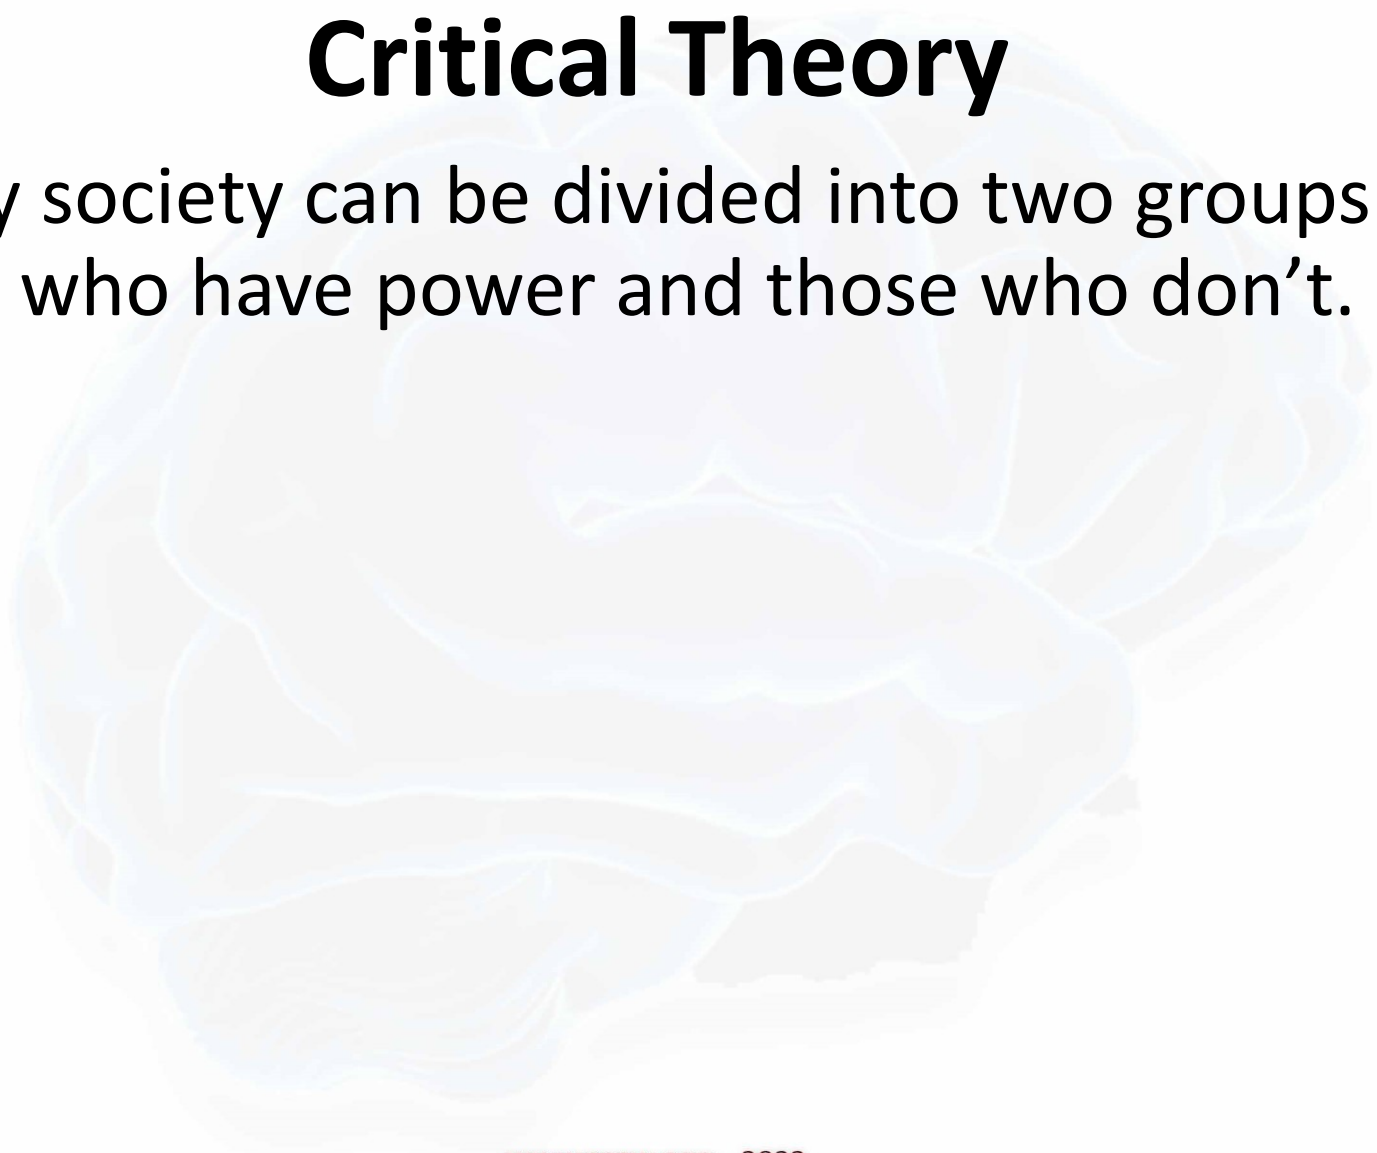 Critical Theory
y society can be divided into two groups
who have power and those who don’t.